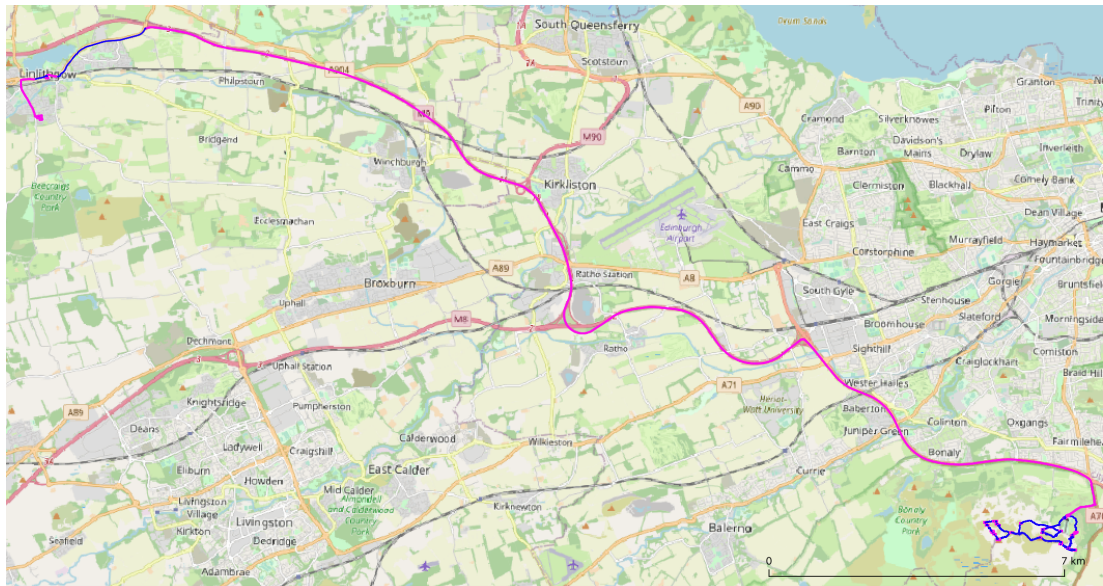 Drum Sands
South Queensferry
Scotstoun
Granton
Linlithgow
Philpstoun
A904
A90
Pilton
Trinity
Cramond
Silverknowes
M9
Davidson's
Mains
Drylaw
Inverleith
Bridgend
M90
Barnton
Winchburgh
Cammo
Clermiston
Blackhall
Comely Bank
Beecraigs
Country
Park
Kirkliston
Dean Village
Ecclesmachan
Edinburgh
Airport
East Craigs
Murrayfield
Haymarket
Corstorphine
Fountainbridge
A89
Ratho Station
A8
Gorgie
Bruntsfield
Broxburn
South Gyle
Stenhouse
Uphall
M8
Slateford
Morningside
Broomhouse
Dechmont
Ratho
Sighthill
Craiglockhart
Comiston
Uphall Station
A71
Braid Hills
Wester Hailes
Knightsridge
Pumpherston
Heriot-
Watt University
Baberton
A89
Deans
Calderwood
Wilkieston
Juniper Green
Colinton
Oxgangs
Ladywell
Craigshill
Fairmilehead
Eliburn
East Calder
Currie
Bonaly
Howden
Mid Calder
Livingston
Village
Almondell
and Calderwood
Country
Park
Kirknewton
Bonaly
Country
Park
A70
Kirkton
Livingston
Balerno
Seafield
Dedridge
Adambrae
0
7 km